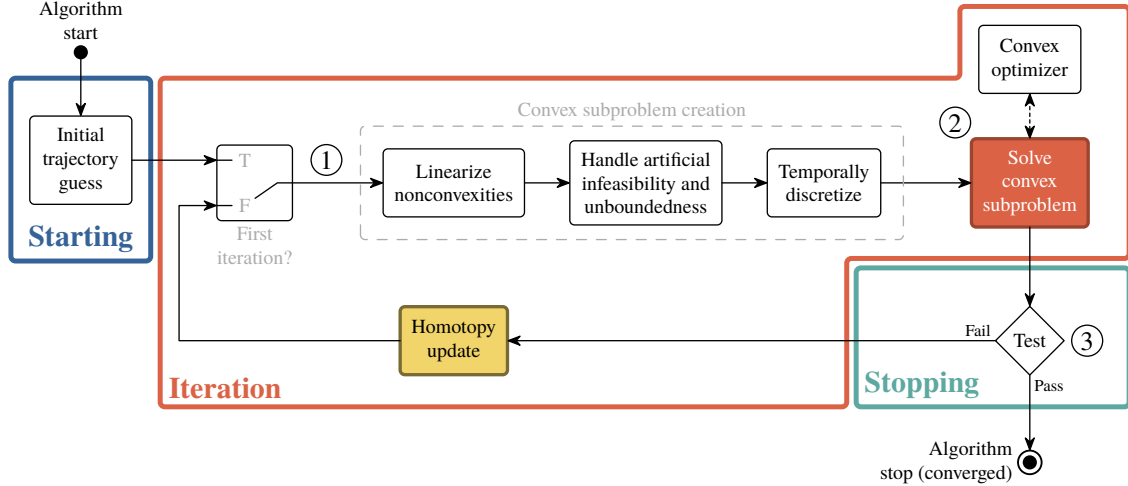 Algorithm
start
Initial
trajectory
guess
Starting
T
F
First
iteration?
1
Convex subproblem creation
Linearize
nonconvexities
Handle artificial
infeasibility and
unboundedness
Temporally
discretize
Convex
optimizer
2
Solve
convex
subproblem
Homotopy
update
Iteration
Fail
Test
3
Pass
Stopping
Algorithm
stop (converged)